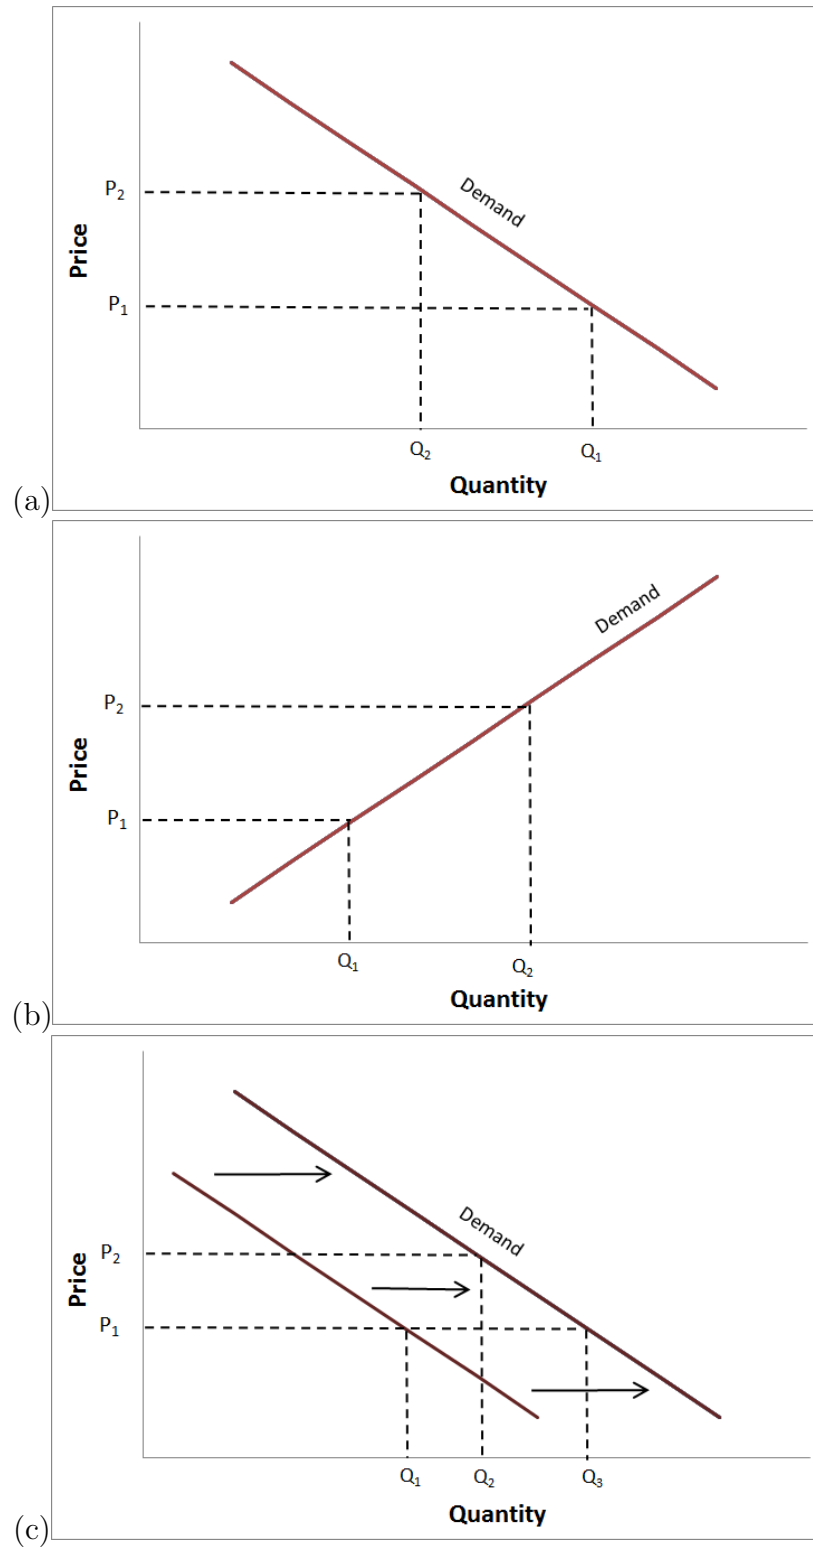 Demand
P₂
Price
P₁
Q₂
Q₁
Quantity
(a)
Demand
P₂
Price
P₁
Q₁
Q₂
Quantity
(b)
Demand
P₂
Price
P₁
Q₁
Q₂
Q₃
Quantity
(c)